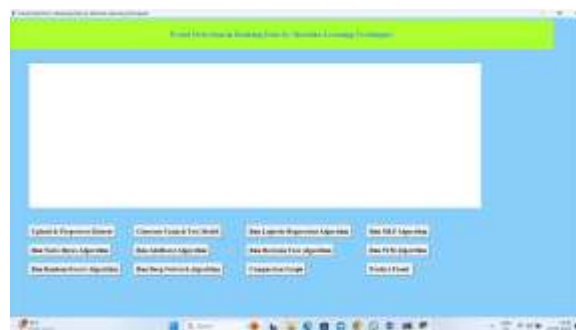 Fraud Detection in Banking Data by Machine Learning Techniques
Upload & Preprocess Dataset
Generate Train & Test Model
Run Logistic Regression Algorithm
Run MLP Algorithm
Run Naive Bayes Algorithm
Run AdaBoost Algorithm
Run Decision Tree Algorithm
Run SVM Algorithm
Run Random Forest Algorithm
Run Deep Network Algorithm
Comparison Graph
Predict Fraud